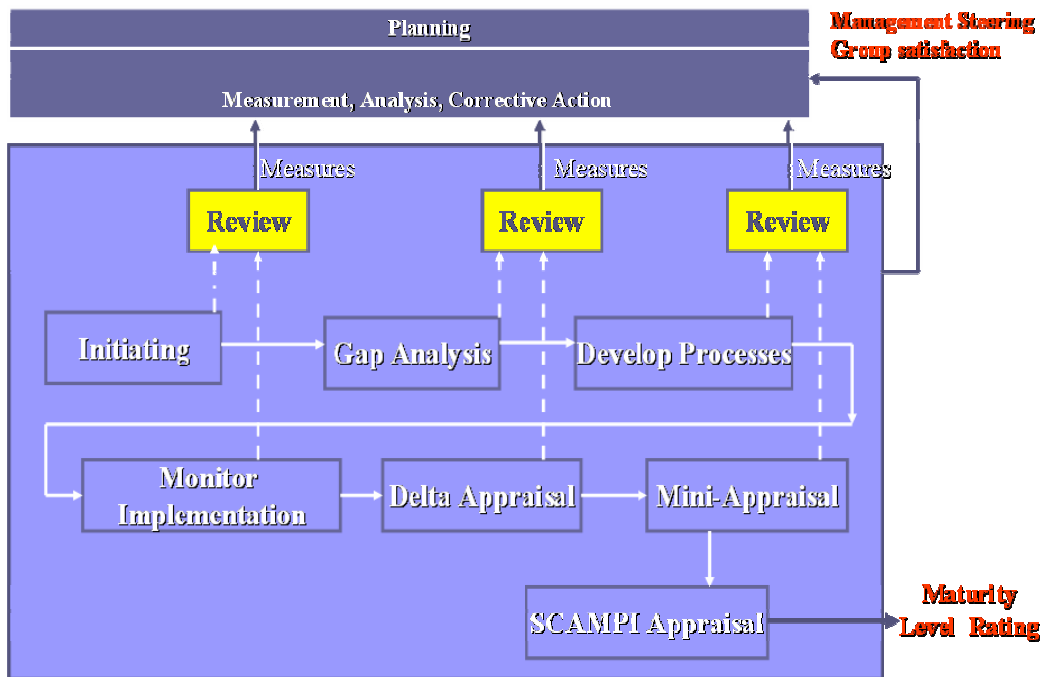 Planning
Management Steering
Group satisfaction
Measurement, Analysis, Corrective Action
Measures
Measures
Measures
Review
Review
Review
Initiating
Gap Analysis
Develop Processes
Monitor
Implementation
Delta Appraisal
Mini-Appraisal
SCAMPI Appraisal
Maturity
Level Rating